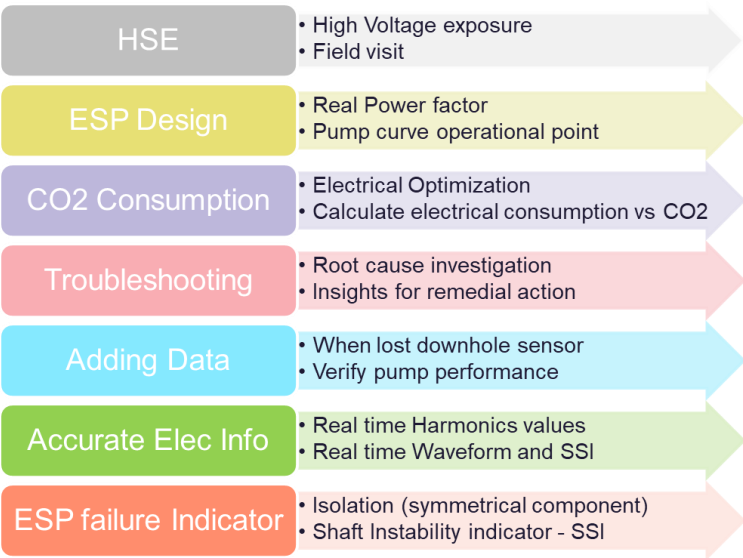 HSE
• High Voltage exposure
• Field visit
ESP Design
• Real Power factor
• Pump curve operational point
CO2 Consumption
• Electrical Optimization
• Calculate electrical consumption vs CO2
Troubleshooting
• Root cause investigation
• Insights for remedial action
Adding Data
• When lost downhole sensor
• Verify pump performance
Accurate Elec Info
• Real time Harmonics values
• Real time Waveform and SSI
ESP failure Indicator
• Isolation (symmetrical component)
• Shaft Instability indicator - SSI